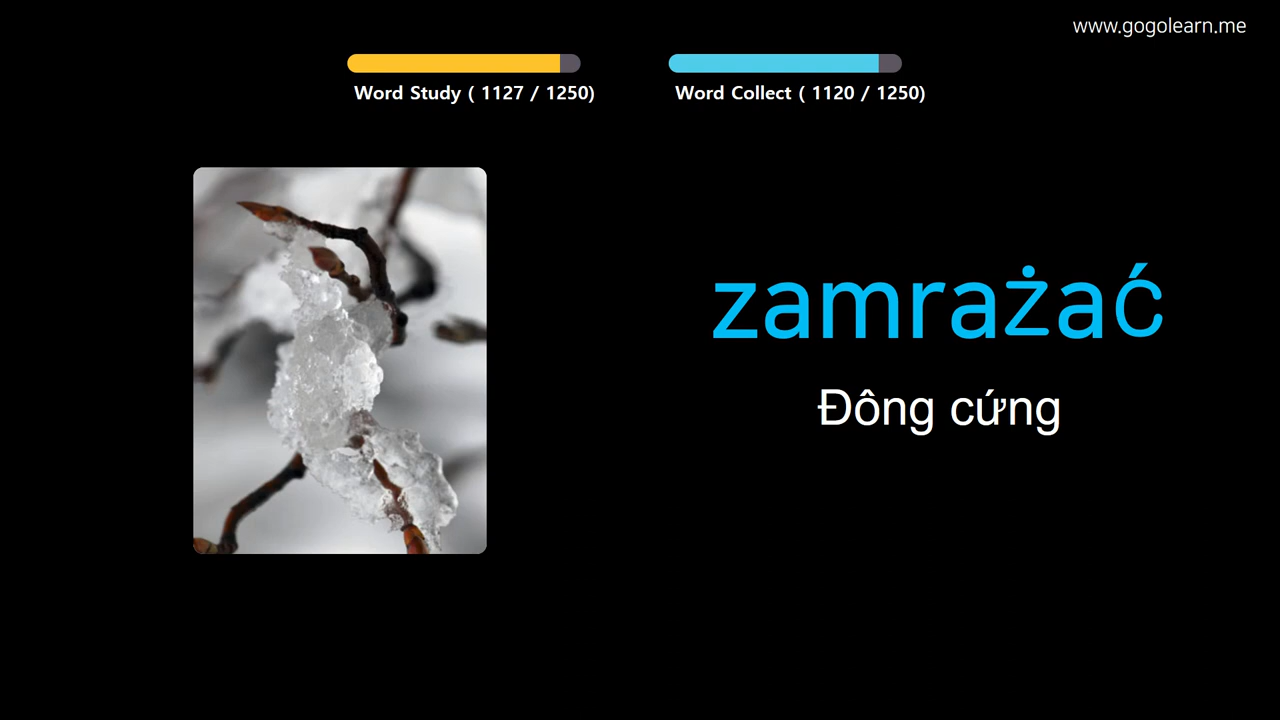 www.gogolearn.me
Word Study ( 1127 / 1250)
Word Collect ( 1120 / 1250)
zamrażać
Đông cứng